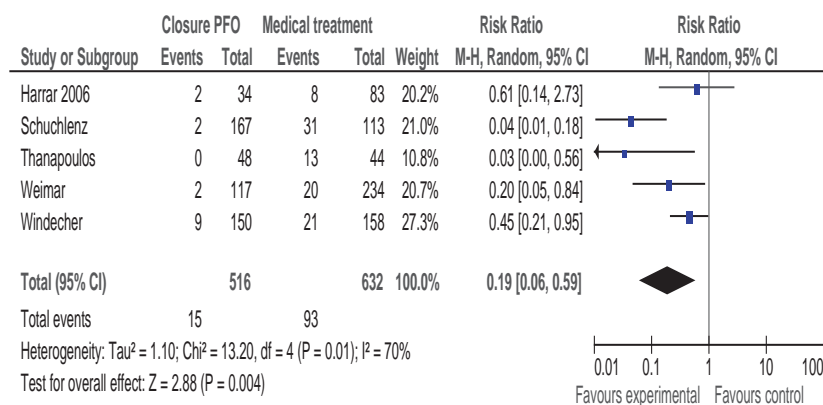 Closure PFO Medical treatment Risk Ratio Risk Ratio
Study or Subgroup Events Total Events Total Weight M-H, Random, 95% CI M-H, Random, 95% CI
Harrar 2006 2 34 8 83 20.2% 0.61 [0.14, 2.73]
Schuchlenz 2 167 31 113 21.0% 0.04 [0.01, 0.18]
Thanapoulos 0 48 13 44 10.8% 0.03 [0.00, 0.56]
Weimar 2 117 20 234 20.7% 0.20 [0.05, 0.84]
Windecher 9 150 21 158 27.3% 0.45 [0.21, 0.95]
Total (95% CI) 516 632 100.0% 0.19 [0.06, 0.59]
Total events 15 93
Heterogeneity: Tau² = 1.10; Chi² = 13.20, df = 4 (P = 0.01); I² = 70%
Test for overall effect: Z = 2.88 (P = 0.004)
0.01 0.1 1 10 100
Favours experimental Favours control